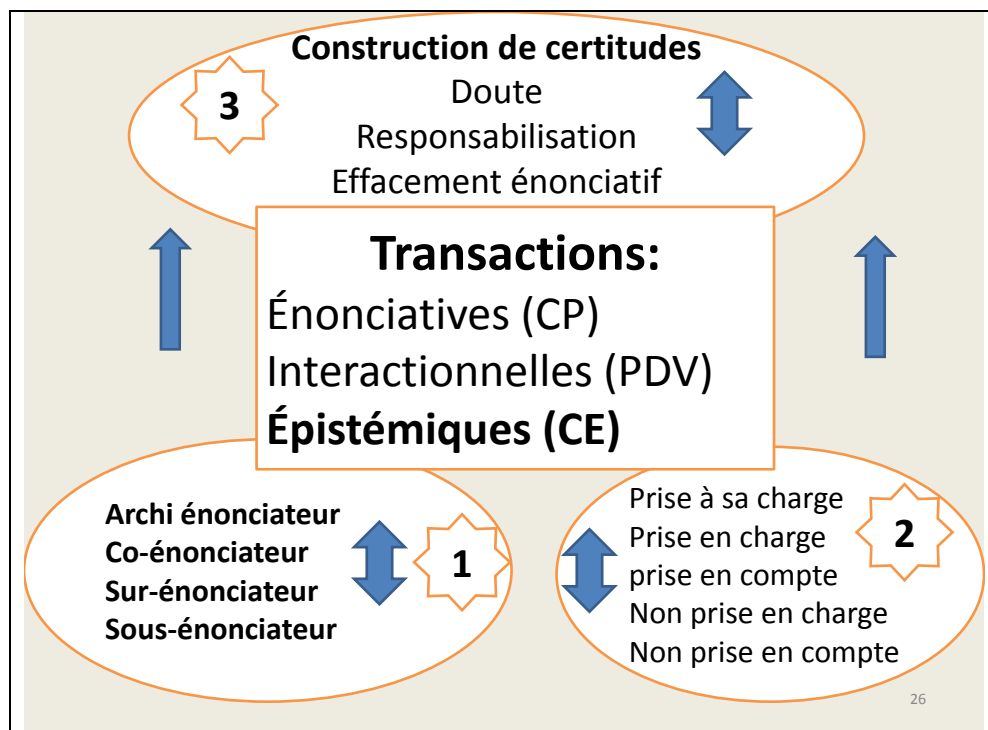 Construction de certitudes
3
Doute
Responsabilisation
Effacement énonciatif
Transactions:
Énonciatives (CP)
Interactionnelles (PDV)
Épistémiques (CE)
Archi énonciateur
Co-énonciateur
Sur-énonciateur
Sous-énonciateur
1
Prise à sa charge
Prise en charge
prise en compte
Non prise en charge
Non prise en compte
2
26